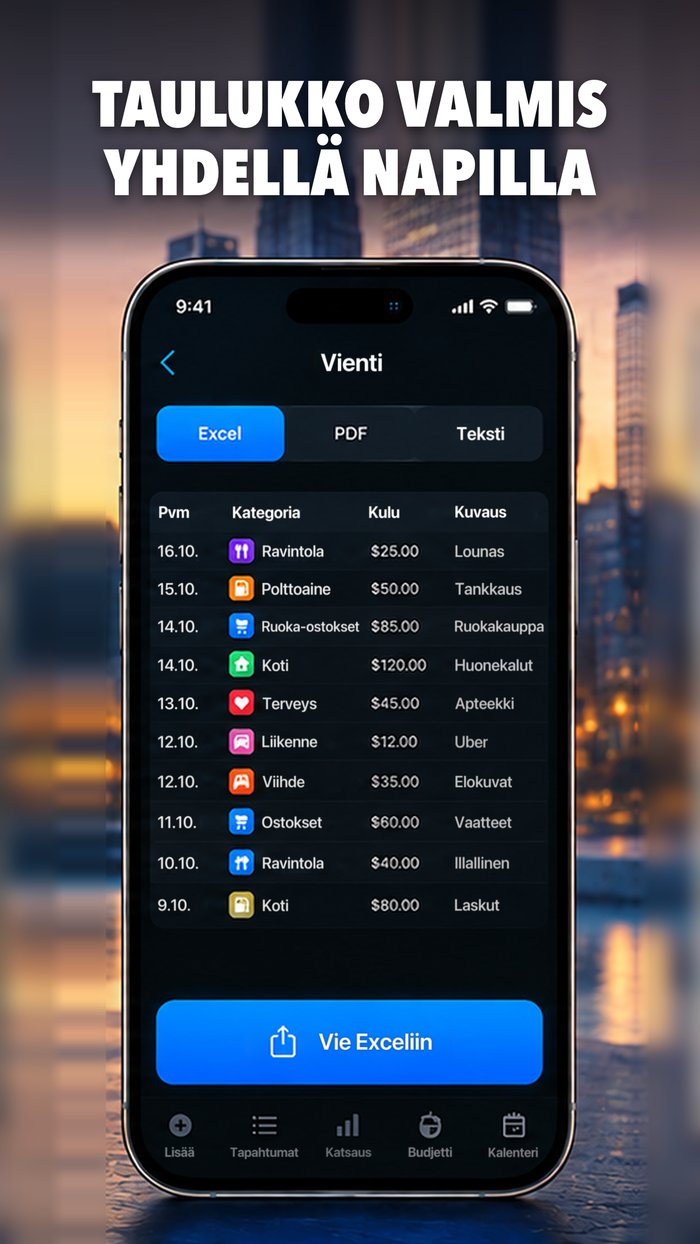 TAULUKKO VALMIS
YHDELLÄ NAPILLA
9:41
Vienti
Excel PDF Teksti
Pvm Kategoria Kulu Kuvaus
16.10. Ravintola $25.00 Lounas
15.10. Polttoaine $50.00 Tankkaus
14.10. Ruoka-ostokset $85.00 Ruokakauppa
14.10. Koti $120.00 Huonekalut
13.10. Terveys $45.00 Apteekki
12.10. Liikenne $12.00 Uber
12.10. Viihde $35.00 Elokuvat
11.10. Ostokset $60.00 Vaatteet
10.10. Ravintola $40.00 Illallinen
9.10. Koti $80.00 Laskut
Vie Exceliin
Lisää Tapahtumat Katsaus Budjetti Kalenteri